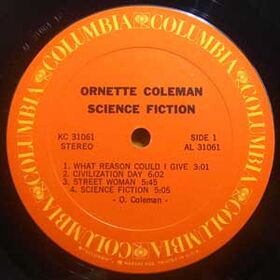 COLUMBIA COLUMBIA COLUMBIA COLUMBIA COLUMBIA COLUMBIA
ORNETTE COLEMAN
SCIENCE FICTION
KC 31061 SIDE 1
STEREO AL 31061
1. WHAT REASON COULD I GIVE 3:01
2. CIVILIZATION DAY 6:02
3. STREET WOMAN 5:45
4. SCIENCE FICTION 5:05
- O. Coleman -